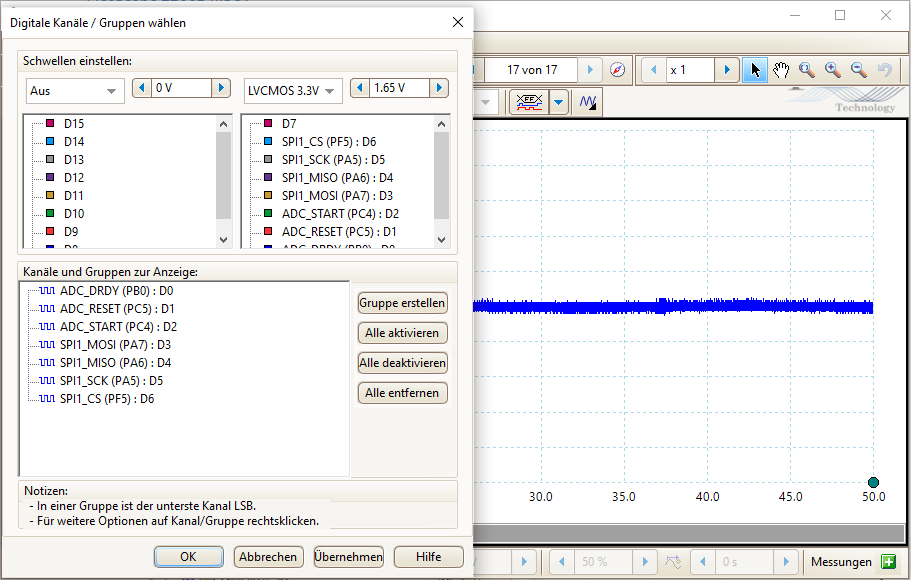 Digitale Kanäle / Gruppen wählen
Schwellen einstellen:
Aus
0 V
LVCMOS 3.3V
1.65 V
D15
D14
D13
D12
D11
D10
D9
D8
D7
SPI1_CS (PF5) : D6
SPI1_SCK (PA5) : D5
SPI1_MISO (PA6) : D4
SPI1_MOSI (PA7) : D3
ADC_START (PC4) : D2
ADC_RESET (PC5) : D1
ADC_DRDY (PB0) : D0
Kanäle und Gruppen zur Anzeige:
ADC_DRDY (PB0) : D0
ADC_RESET (PC5) : D1
ADC_START (PC4) : D2
SPI1_MOSI (PA7) : D3
SPI1_MISO (PA6) : D4
SPI1_SCK (PA5) : D5
SPI1_CS (PF5) : D6
Gruppe erstellen
Alle aktivieren
Alle deaktivieren
Alle entfernen
Notizen:
- In einer Gruppe ist der unterste Kanal LSB.
- Für weitere Optionen auf Kanal/Gruppe rechtsklicken.
OK
Abbrechen
Übernehmen
Hilfe
17 von 17
x 1
Technology
30.0
35.0
40.0
45.0
50.0
50 %
0 s
Messungen